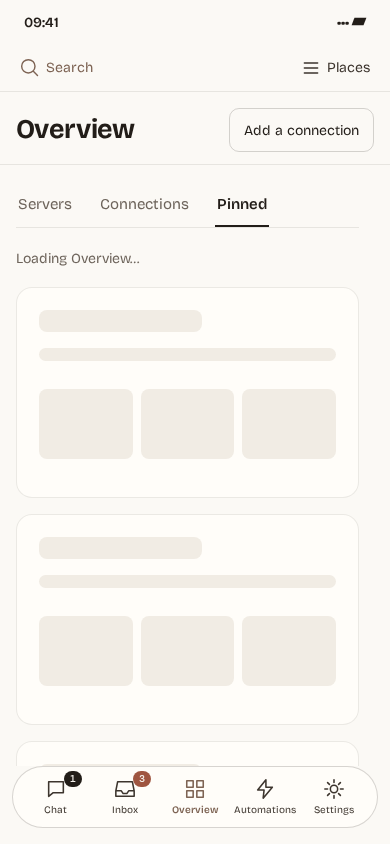 09:41
Search
Places
Overview
Add a connection
Servers
Connections
Pinned
Loading Overview...
1
3
Chat
Inbox
Overview
Automations
Settings